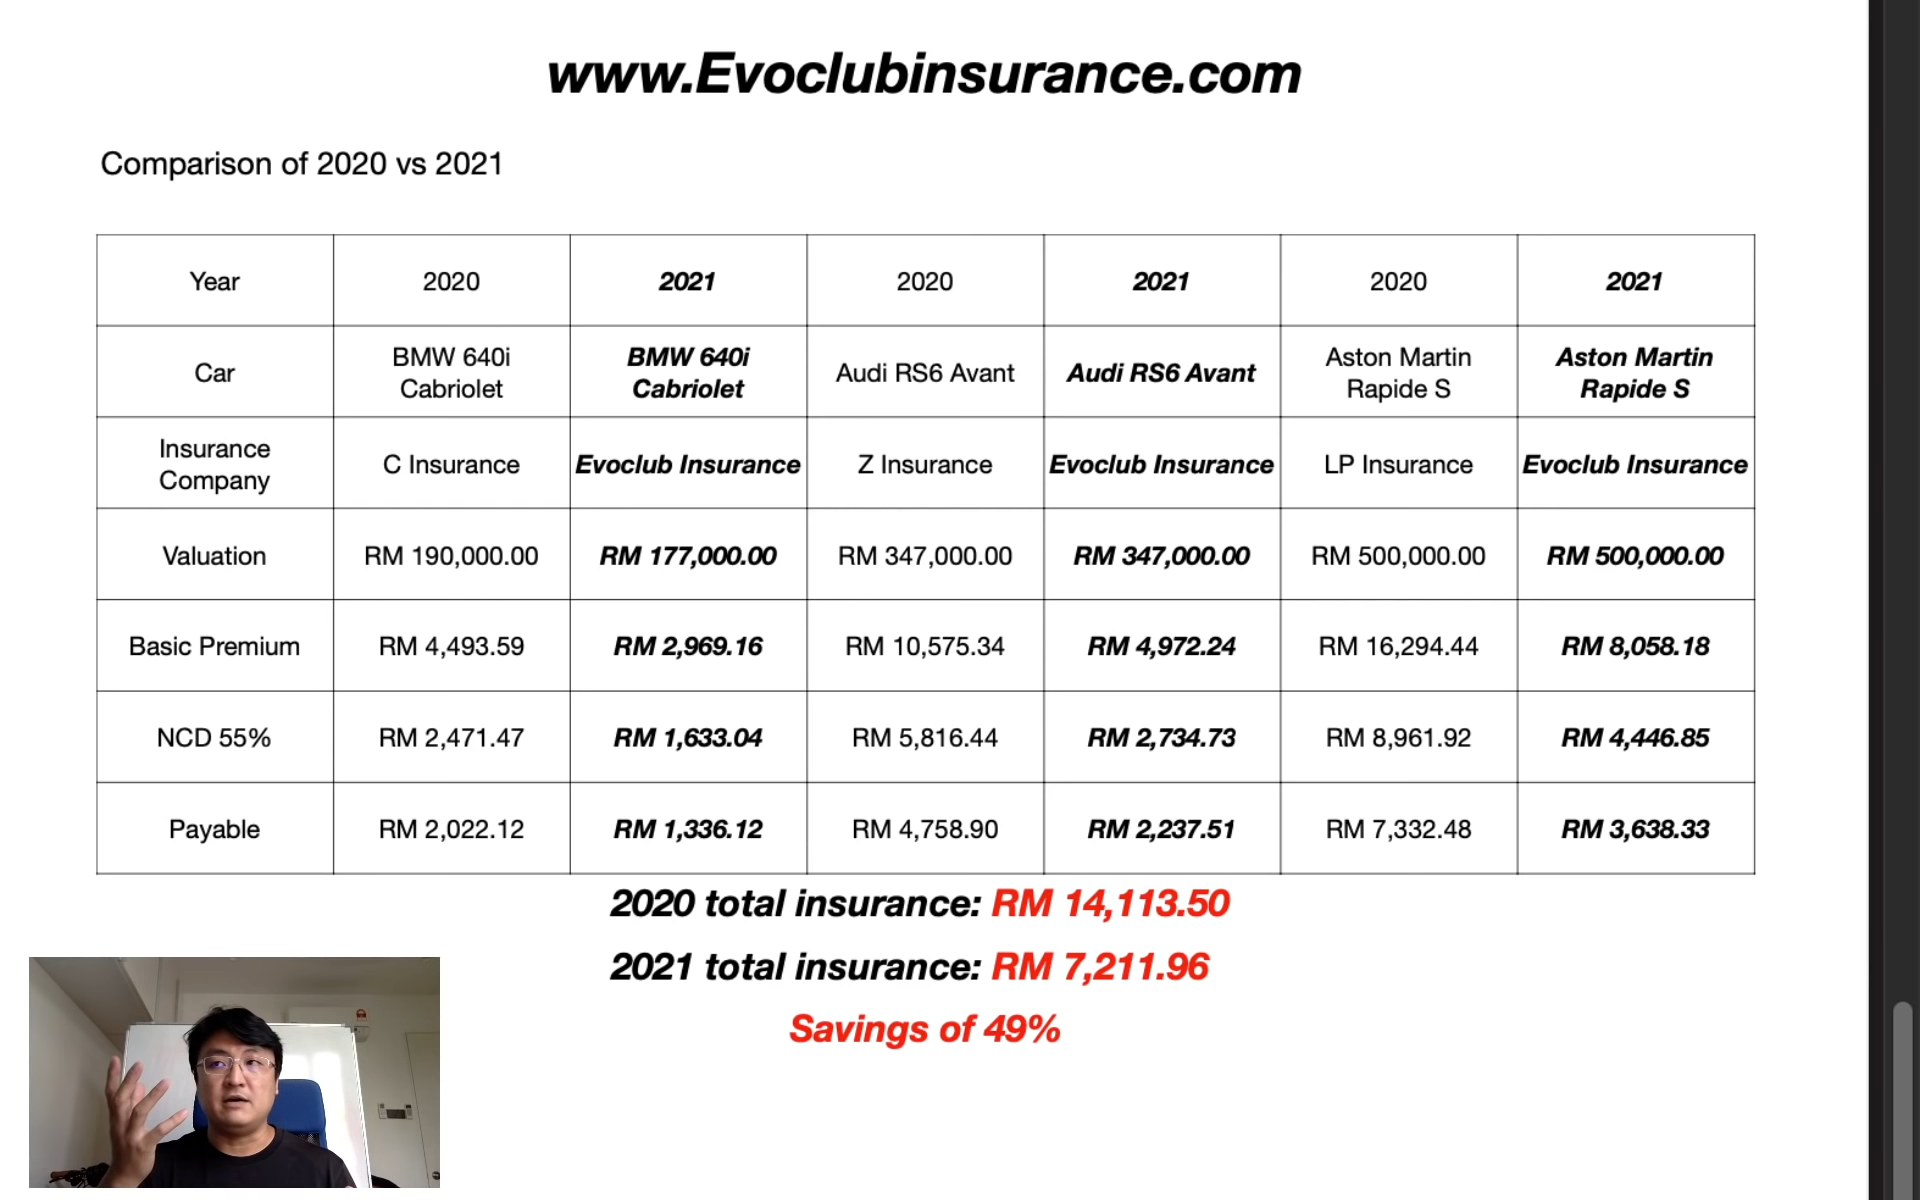 www.Evoclubinsurance.com
Comparison of 2020 vs 2021
Year 2020 2021 2020 2021 2020 2021
Car BMW 640i Cabriolet BMW 640i Cabriolet Audi RS6 Avant Audi RS6 Avant Aston Martin Rapide S Aston Martin Rapide S
Insurance Company C Insurance Evoclub Insurance Z Insurance Evoclub Insurance LP Insurance Evoclub Insurance
Valuation RM 190,000.00 RM 177,000.00 RM 347,000.00 RM 347,000.00 RM 500,000.00 RM 500,000.00
Basic Premium RM 4,493.59 RM 2,969.16 RM 10,575.34 RM 4,972.24 RM 16,294.44 RM 8,058.18
NCD 55% RM 2,471.47 RM 1,633.04 RM 5,816.44 RM 2,734.73 RM 8,961.92 RM 4,446.85
Payable RM 2,022.12 RM 1,336.12 RM 4,758.90 RM 2,237.51 RM 7,332.48 RM 3,638.33
2020 total insurance: RM 14,113.50
2021 total insurance: RM 7,211.96
Savings of 49%